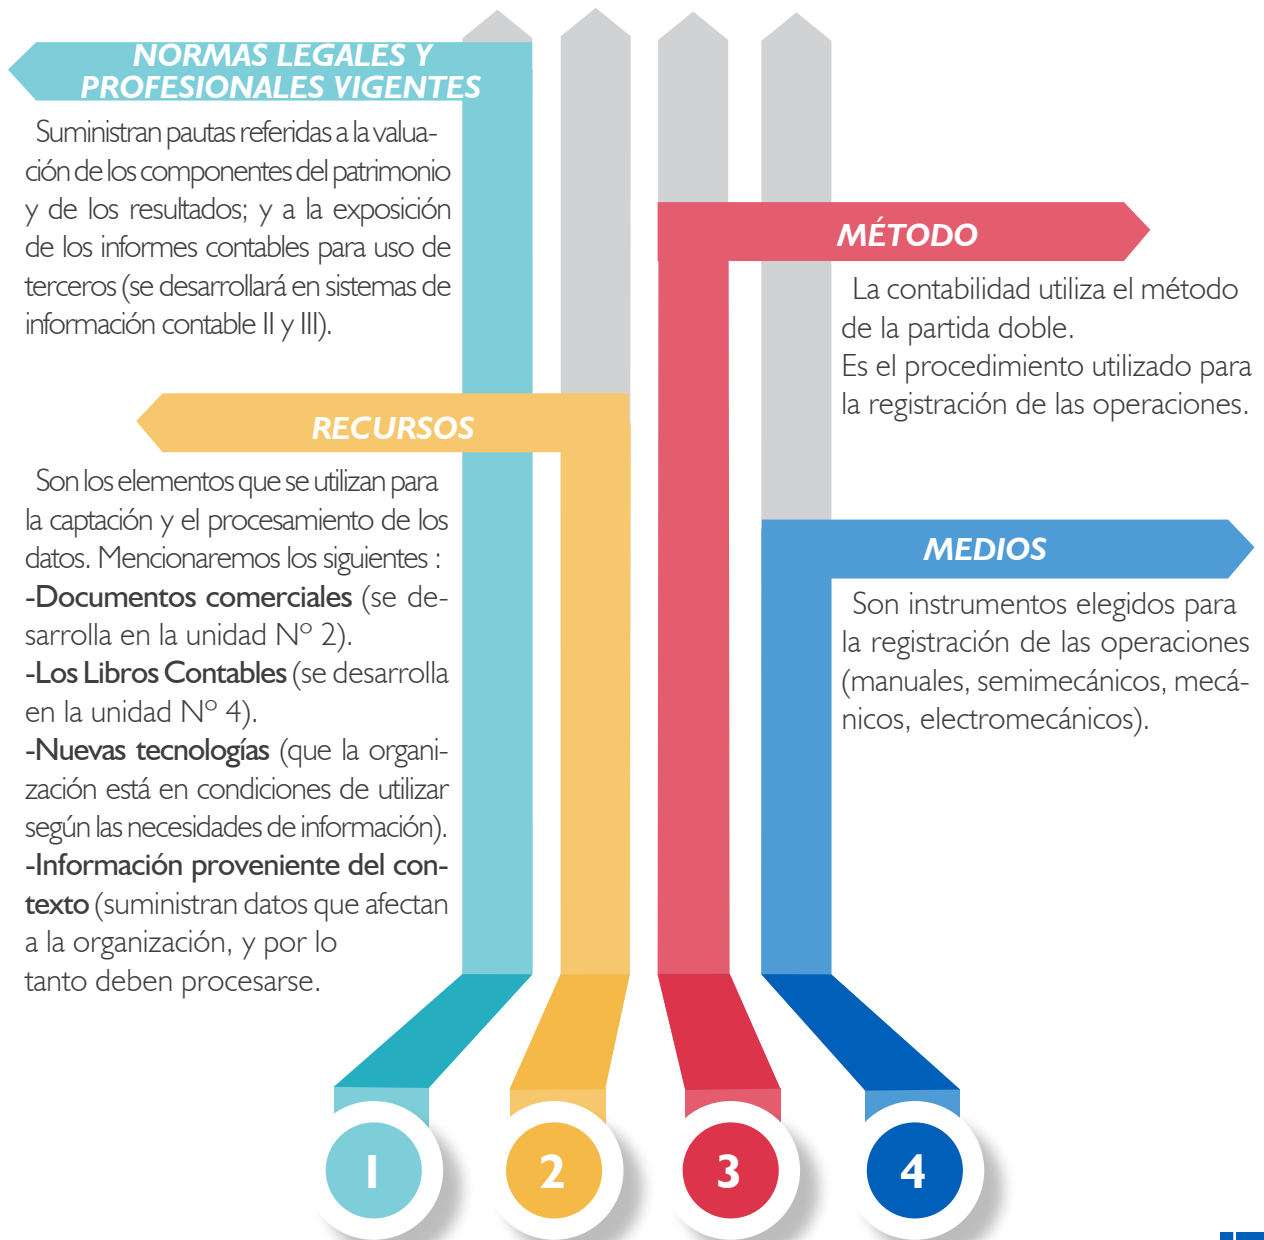 NORMAS LEGALES Y
PROFESIONALES VIGENTES
Suministran pautas referidas a la valua-
ción de los componentes del patrimonio
y de los resultados; y a la exposición
de los informes contables para uso de
terceros (se desarrollará en sistemas de
información contable II y III).
RECURSOS
Son los elementos que se utilizan para
la captación y el procesamiento de los
datos. Mencionaremos los siguientes :
-Documentos comerciales (se de-
sarrolla en la unidad Nº 2).
-Los Libros Contables (se desarrolla
en la unidad Nº 4).
-Nuevas tecnologías (que la organi-
zación está en condiciones de utilizar
según las necesidades de información).
-Información proveniente del con-
texto (suministran datos que afectan
a la organización, y por lo
tanto deben procesarse.
MÉTODO
La contabilidad utiliza el método
de la partida doble.
Es el procedimiento utilizado para
la registración de las operaciones.
MEDIOS
Son instrumentos elegidos para
la registración de las operaciones
(manuales, semimecánicos, mecá-
nicos, electromecánicos).
1
2
3
4